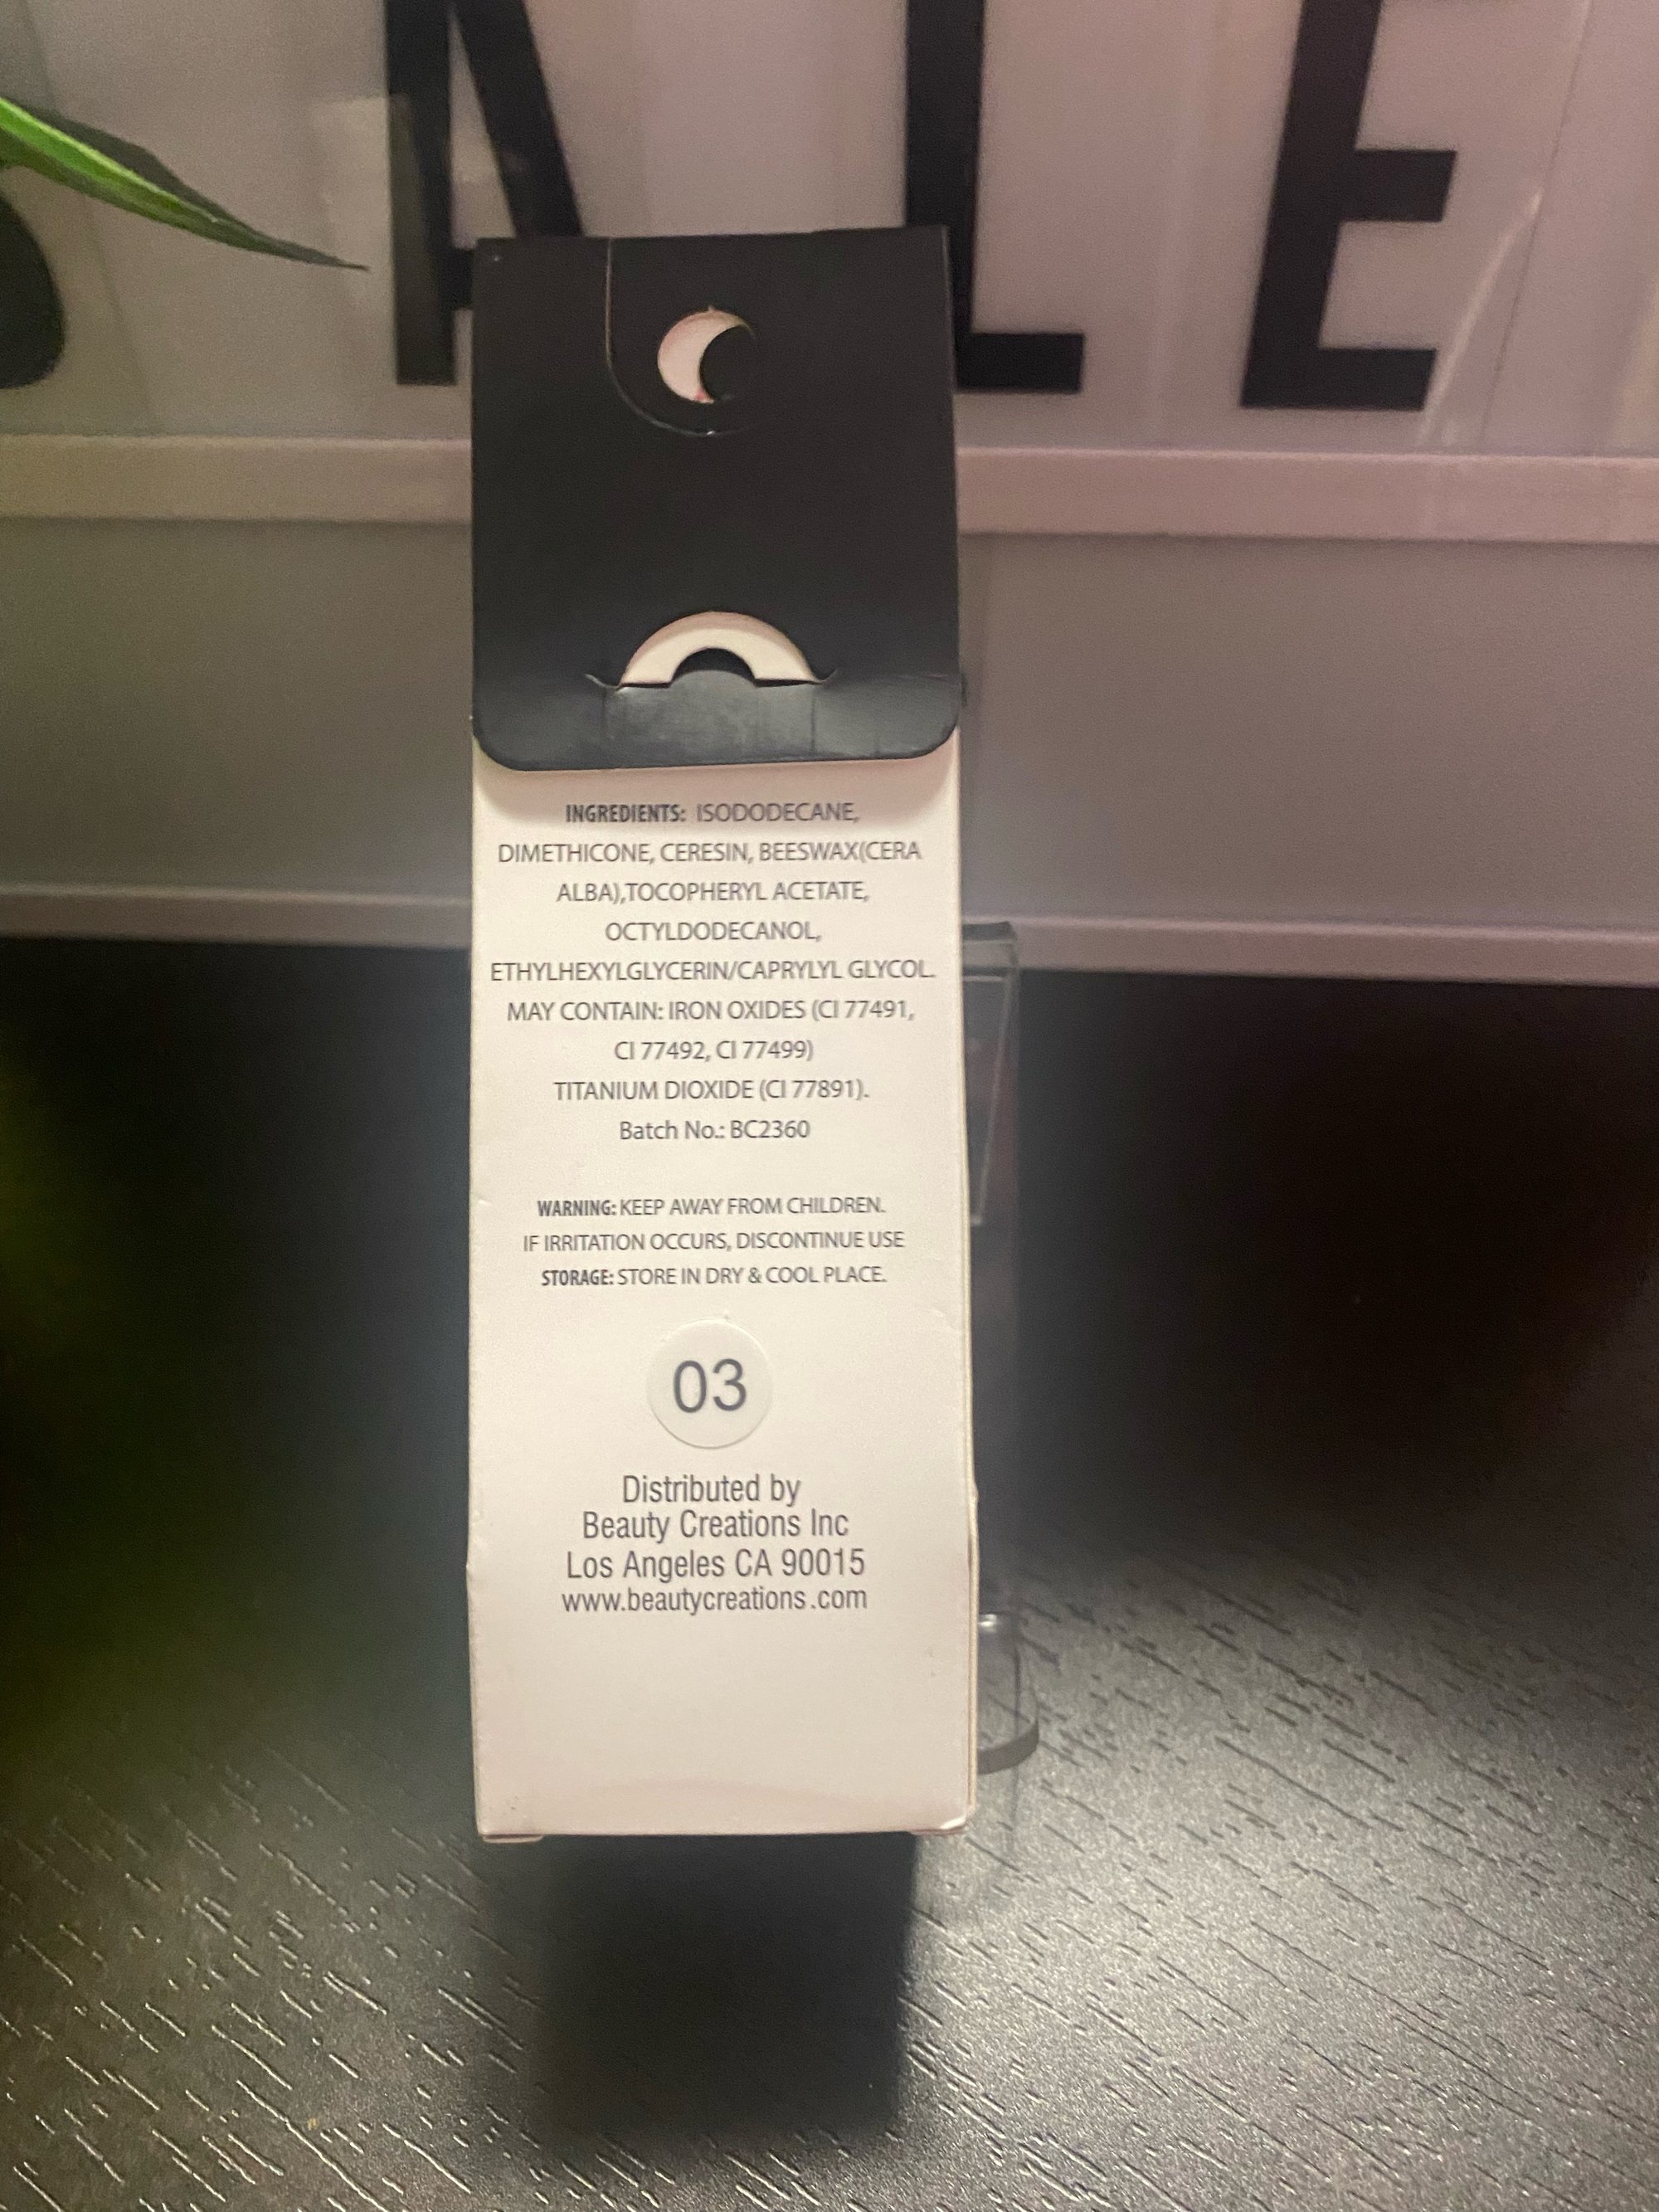 SALE
INGREDIENTS: ISODODECANE,
DIMETHICONE, CERESIN, BEESWAX(CERA
ALBA),TOCOPHERYL ACETATE,
OCTYLDODECANOL,
ETHYLHEXYLGLYCERIN/CAPRYLYL GLYCOL.
MAY CONTAIN: IRON OXIDES (CI 77491,
CI 77492, CI 77499)
TITANIUM DIOXIDE (CI 77891).
Batch No.: BC2360
WARNING: KEEP AWAY FROM CHILDREN.
IF IRRITATION OCCURS, DISCONTINUE USE
STORAGE: STORE IN DRY & COOL PLACE.
03
Distributed by
Beauty Creations Inc
Los Angeles CA 90015
www.beautycreations.com